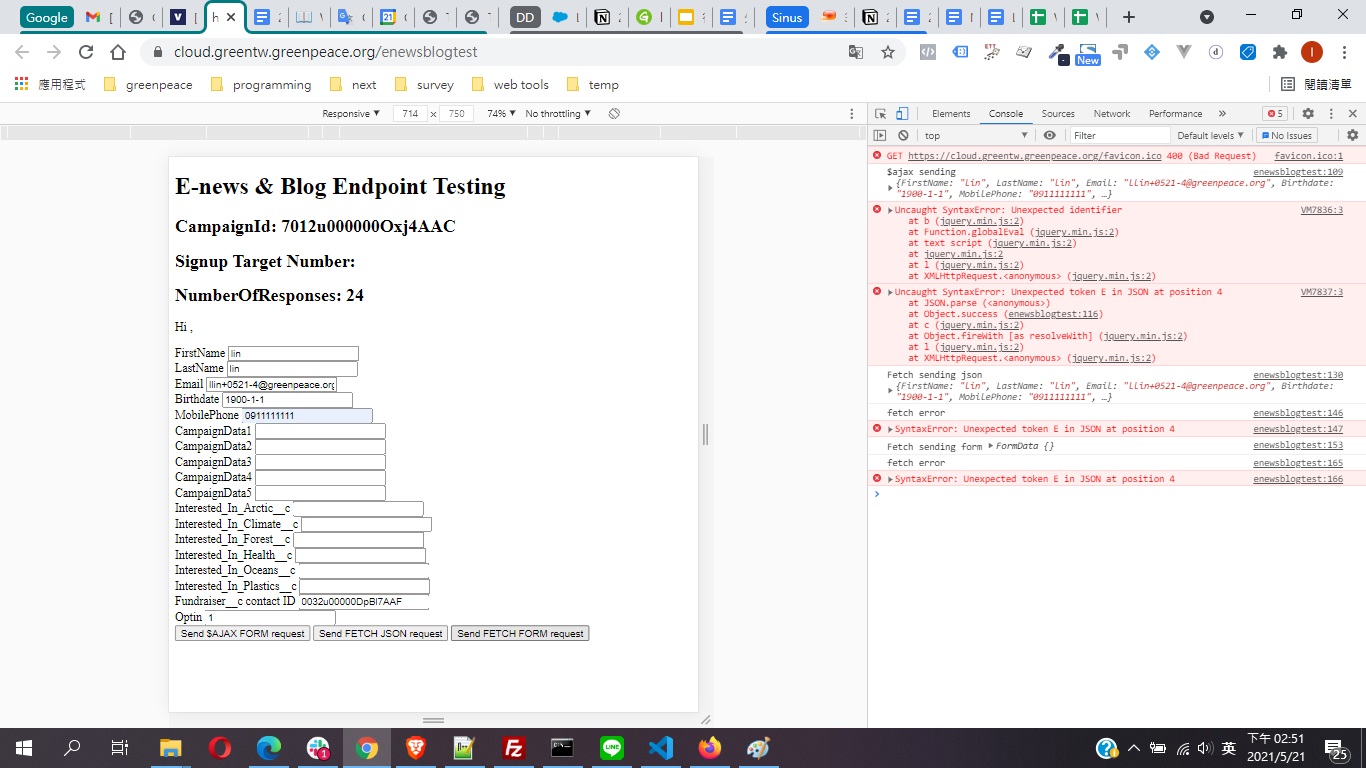 Google
DD
Sinus
cloud.greentw.greenpeace.org/enewsblogtest
New
應用程式 greenpeace programming next survey web tools temp 閱讀清單
Responsive ▼ 714 x 750 74% ▼ No throttling ▼
Elements Console Sources Network Performance » 5
top ▼ Filter Default levels ▼ No Issues
E-news & Blog Endpoint Testing
CampaignId: 7012u000000Oxj4AAC
Signup Target Number:
NumberOfResponses: 24
Hi ,
FirstName lin
LastName lin
Email llin+0521-4@greenpeace.org
Birthdate 1900-1-1
MobilePhone 0911111111
CampaignData1
CampaignData2
CampaignData3
CampaignData4
CampaignData5
Interested_In_Arctic__c
Interested_In_Climate__c
Interested_In_Forest__c
Interested_In_Health__c
Interested_In_Oceans__c
Interested_In_Plastics__c
Fundraiser__c contact ID 0032u00000DpBl7AAF
Optin 1
Send $AJAX FORM request Send FETCH JSON request Send FETCH FORM request
GET https://cloud.greentw.greenpeace.org/favicon.ico 400 (Bad Request) favicon.ico:1
$ajax sending enewsblogtest:109
{FirstName: "lin", LastName: "lin", Email: "llin+0521-4@greenpeace.org", Birthdate:
"1900-1-1", MobilePhone: "0911111111", …}
Uncaught SyntaxError: Unexpected identifier VM7836:3
at b (jquery.min.js:2)
at Function.globalEval (jquery.min.js:2)
at text script (jquery.min.js:2)
at jquery.min.js:2
at l (jquery.min.js:2)
at XMLHttpRequest.<anonymous> (jquery.min.js:2)
Uncaught SyntaxError: Unexpected token E in JSON at position 4 VM7837:3
at JSON.parse (<anonymous>)
at Object.success (enewsblogtest:116)
at c (jquery.min.js:2)
at Object.fireWith [as resolveWith] (jquery.min.js:2)
at l (jquery.min.js:2)
at XMLHttpRequest.<anonymous> (jquery.min.js:2)
Fetch sending json enewsblogtest:130
{FirstName: "lin", LastName: "lin", Email: "llin+0521-4@greenpeace.org", Birthdate:
"1900-1-1", MobilePhone: "0911111111", …}
fetch error enewsblogtest:146
SyntaxError: Unexpected token E in JSON at position 4 enewsblogtest:147
Fetch sending form FormData {} enewsblogtest:153
fetch error enewsblogtest:165
SyntaxError: Unexpected token E in JSON at position 4 enewsblogtest:166
英 下午 02:51
2021/5/21
25